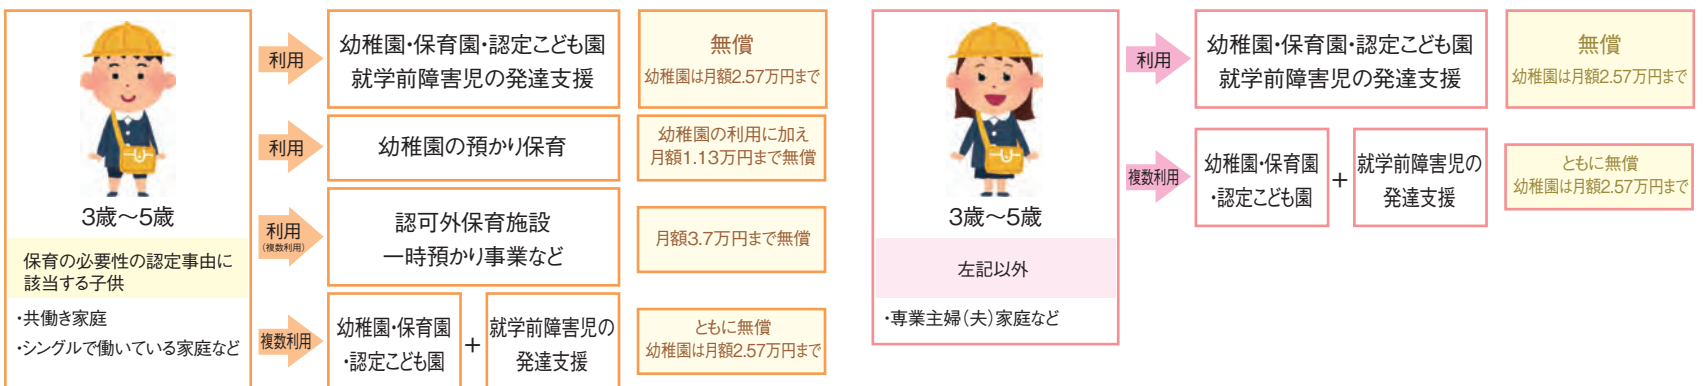 3歳〜5歳
保育の必要性の認定事由に
該当する子供
・共働き家庭
・シングルで働いている家庭など
利用
幼稚園・保育園・認定こども園
就学前障害児の発達支援
無償
幼稚園は月額2.57万円まで
利用
幼稚園の預かり保育
幼稚園の利用に加え
月額1.13万円まで無償
利用
(複数利用)
認可外保育施設
一時預かり事業など
月額3.7万円まで無償
複数利用
幼稚園・保育園
・認定こども園
+
就学前障害児の
発達支援
ともに無償
幼稚園は月額2.57万円まで
3歳〜5歳
左記以外
・専業主婦(夫)家庭など
利用
幼稚園・保育園・認定こども園
就学前障害児の発達支援
無償
幼稚園は月額2.57万円まで
複数利用
幼稚園・保育園
・認定こども園
+
就学前障害児の
発達支援
ともに無償
幼稚園は月額2.57万円まで